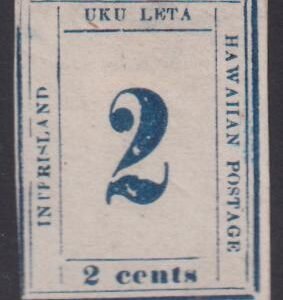 UKU LETA
INTERISLAND
HAWAIIAN POSTAGE
2
2 cents